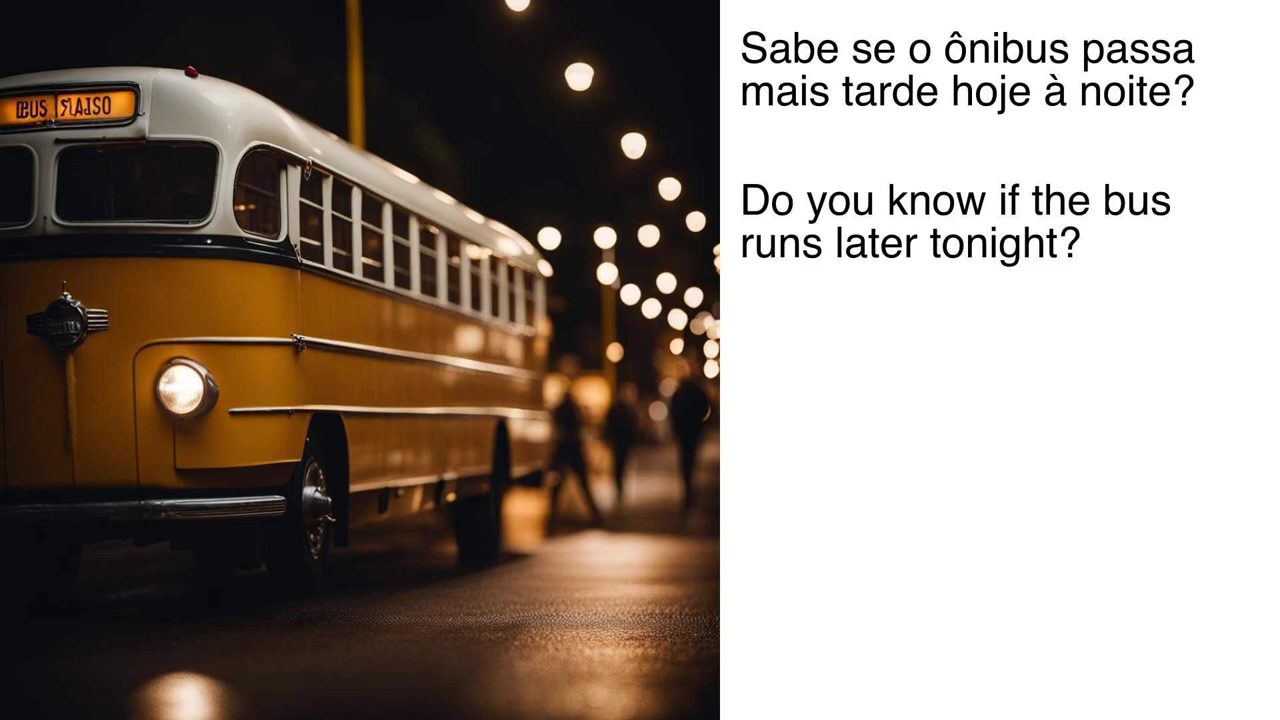 Sabe se o ônibus passa
mais tarde hoje à noite?
Do you know if the bus
runs later tonight?